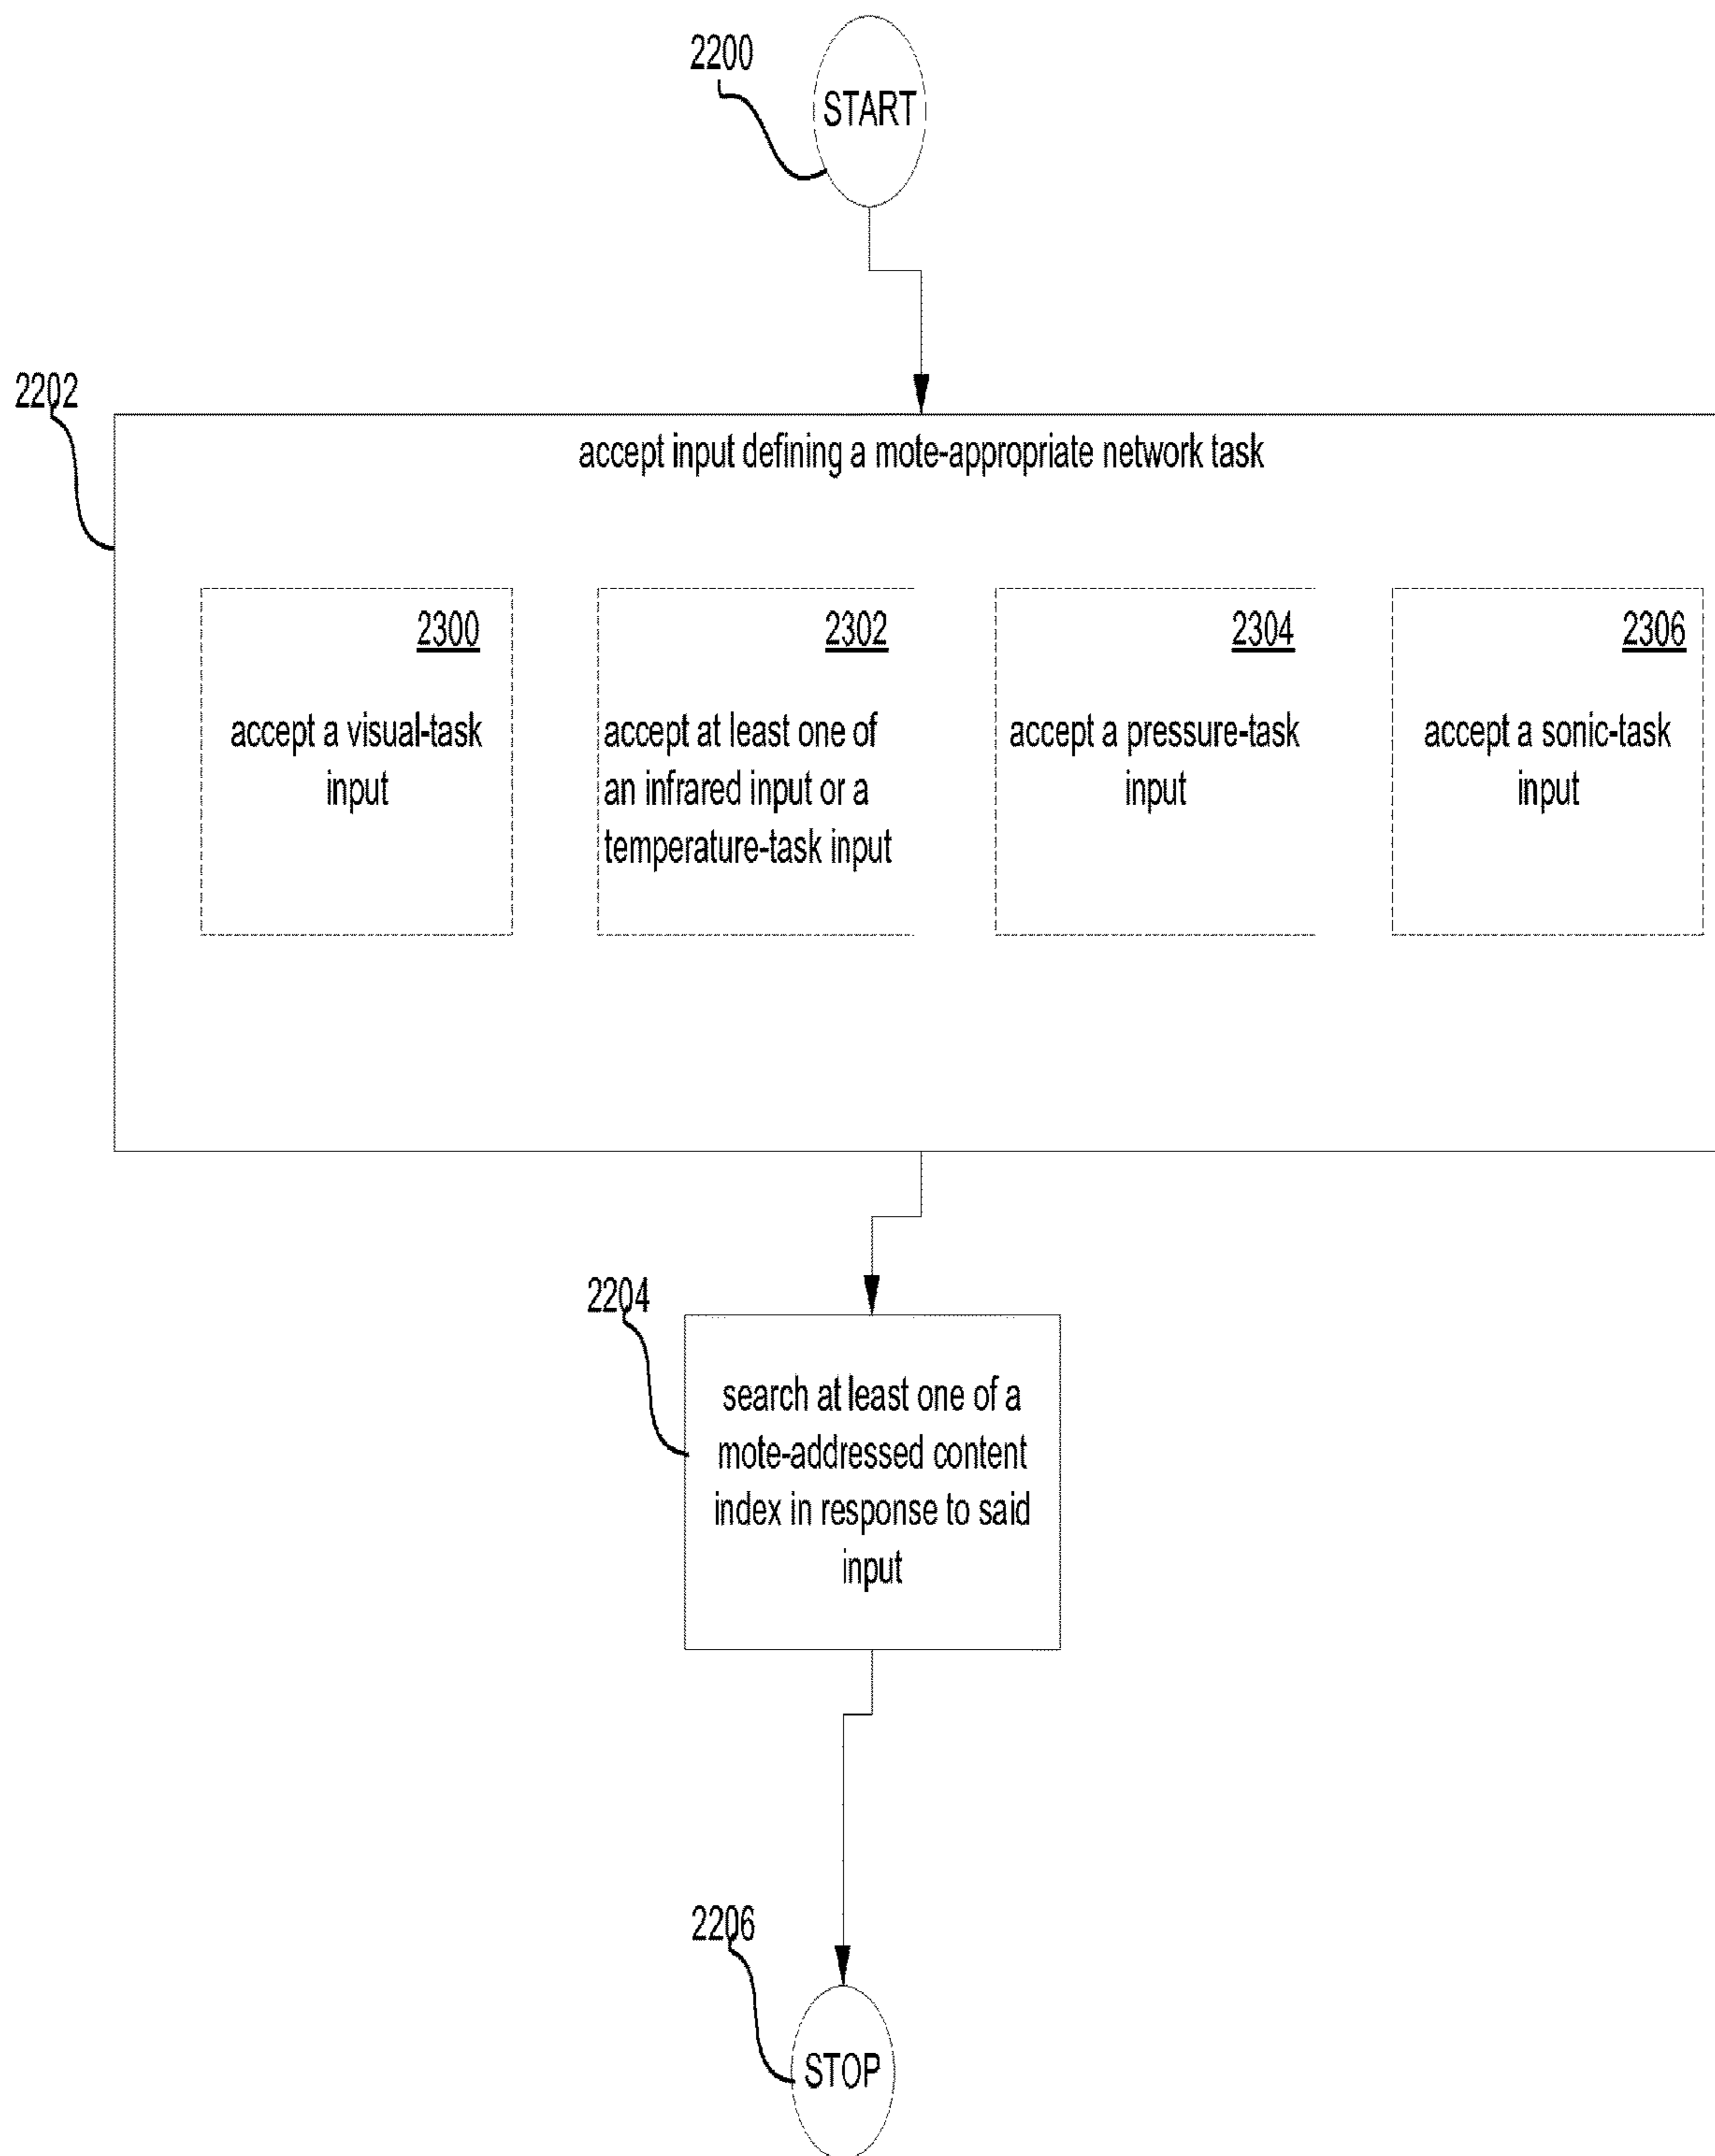 2200
START
2202
accept input defining a mote-appropriate network task
2300
accept a visual-task
input
2302
accept at least one of
an infrared input or a
temperature-task input
2304
accept a pressure-task
input
2306
accept a sonic-task
input
2204
search at least one of a
mote-addressed content
index in response to said
input
2206
STOP